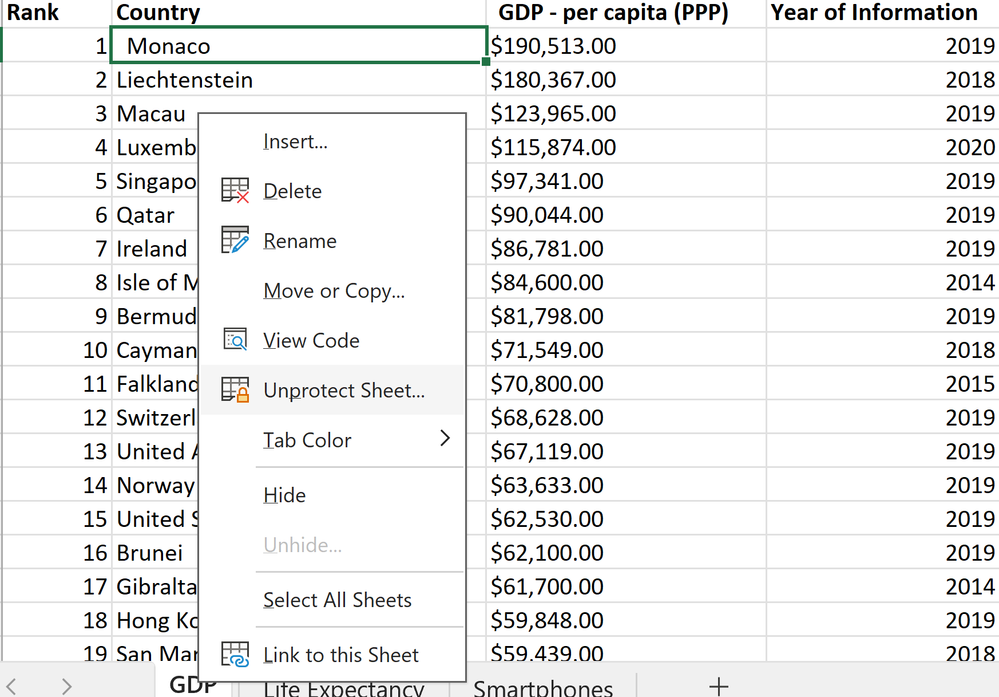 Rank Country GDP - per capita (PPP) Year of Information
1 Monaco $190,513.00 2019
2 Liechtenstein $180,367.00 2018
3 Macau $123,965.00 2019
4 Luxemb $115,874.00 2020
5 Singapo $97,341.00 2019
6 Qatar $90,044.00 2019
7 Ireland $86,781.00 2019
8 Isle of M $84,600.00 2014
9 Bermud $81,798.00 2019
10 Cayman $71,549.00 2018
11 Falkland $70,800.00 2015
12 Switzerl $68,628.00 2019
13 United A $67,119.00 2019
14 Norway $63,633.00 2019
15 United S $62,530.00 2019
16 Brunei $62,100.00 2019
17 Gibralta $61,700.00 2014
18 Hong Ko $59,848.00 2019
19 San Mar $59,439.00 2018
Insert...
Delete
Rename
Move or Copy...
View Code
Unprotect Sheet...
Tab Color
Hide
Unhide...
Select All Sheets
Link to this Sheet
GDP Life Expectancy Smartphones